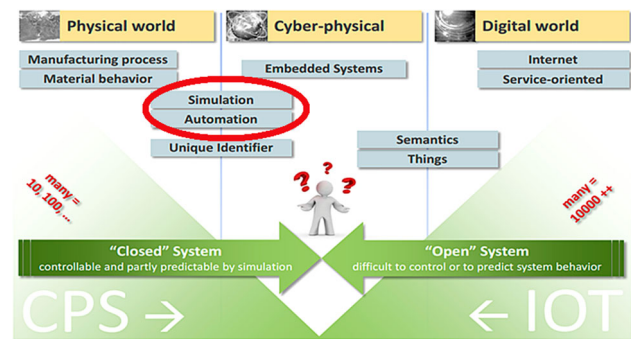 Physical world
Cyber-physical
Digital world
Manufacturing process
Material behavior
Embedded Systems
Internet
Service-oriented
Simulation
Automation
Unique Identifier
Semantics
Things
? ? ?
many =
10, 100, ...
many =
10000 ++
“Closed” System
controllable and partly predictable by simulation
“Open” System
difficult to control or to predict system behavior
CPS →
← IOT